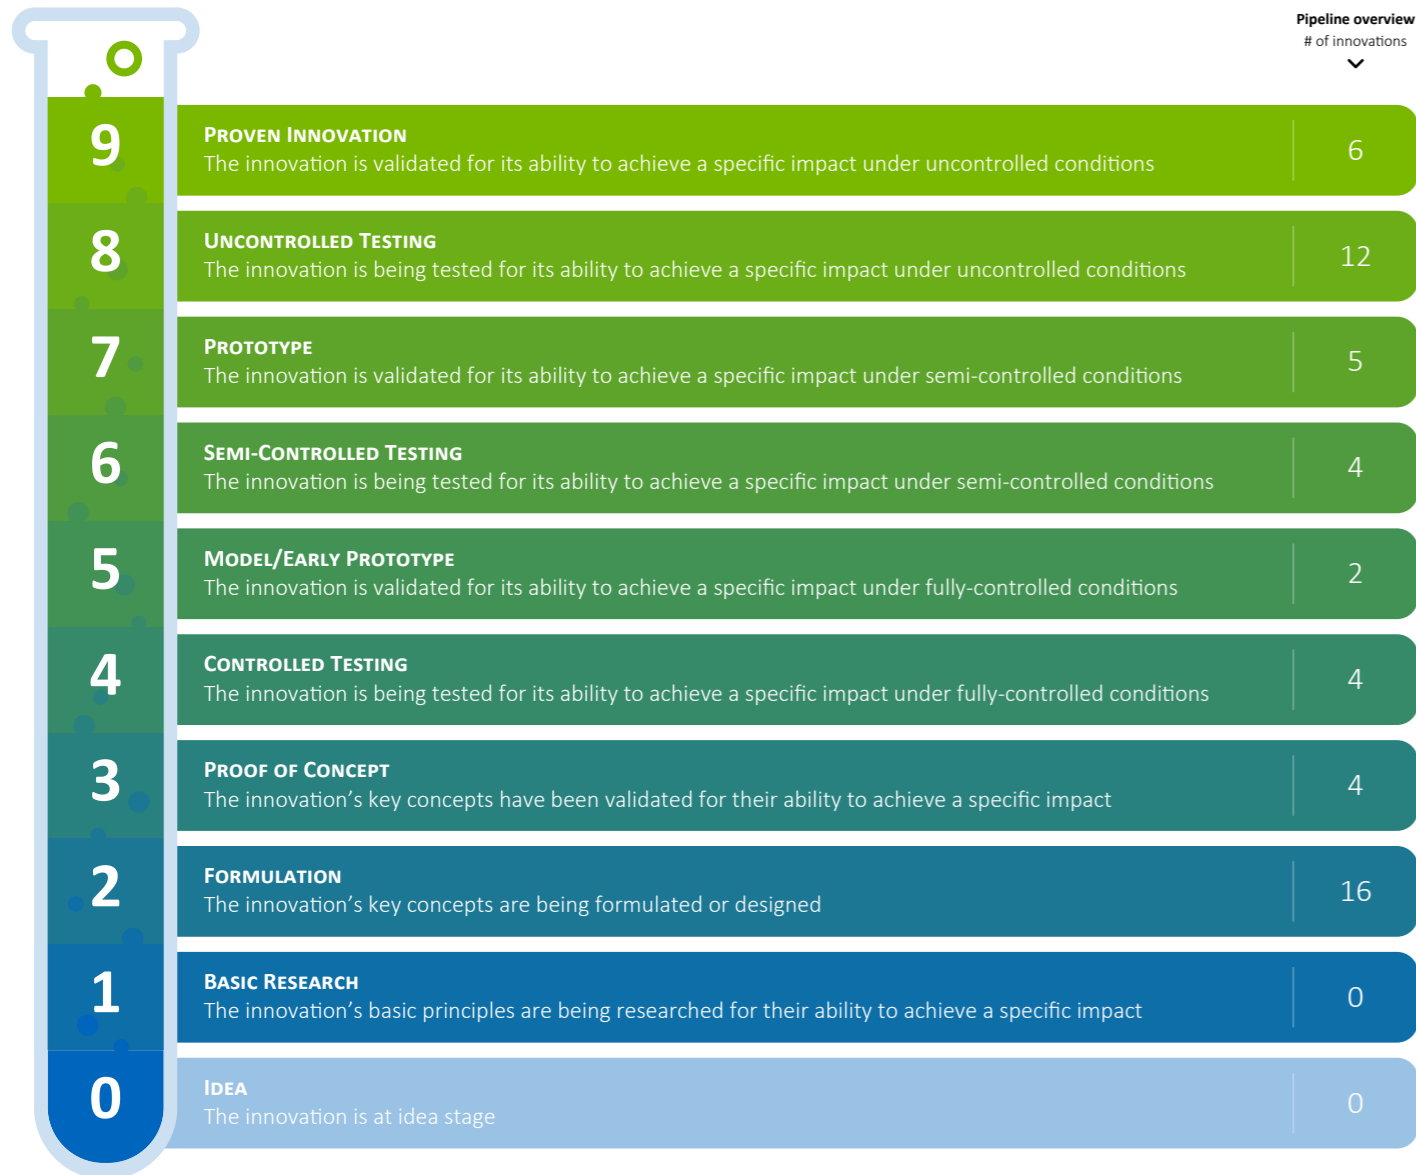 Pipeline overview
# of innovations
9
PROVEN INNOVATION
The innovation is validated for its ability to achieve a specific impact under uncontrolled conditions
6
8
UNCONTROLLED TESTING
The innovation is being tested for its ability to achieve a specific impact under uncontrolled conditions
12
7
PROTOTYPE
The innovation is validated for its ability to achieve a specific impact under semi-controlled conditions
5
6
SEMI-CONTROLLED TESTING
The innovation is being tested for its ability to achieve a specific impact under semi-controlled conditions
4
5
MODEL/EARLY PROTOTYPE
The innovation is validated for its ability to achieve a specific impact under fully-controlled conditions
2
4
CONTROLLED TESTING
The innovation is being tested for its ability to achieve a specific impact under fully-controlled conditions
4
3
PROOF OF CONCEPT
The innovation’s key concepts have been validated for their ability to achieve a specific impact
4
2
FORMULATION
The innovation’s key concepts are being formulated or designed
16
1
BASIC RESEARCH
The innovation’s basic principles are being researched for their ability to achieve a specific impact
0
0
IDEA
The innovation is at idea stage
0